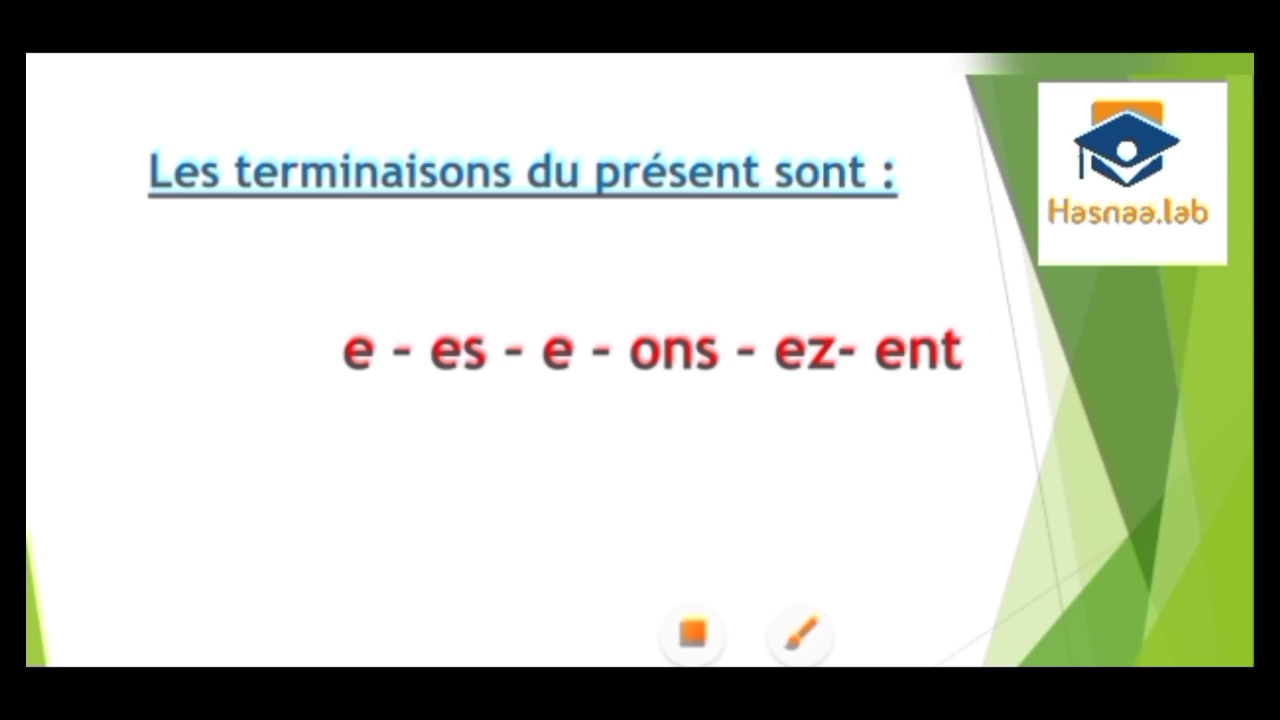 Les terminaisons du présent sont :
e - es - e - ons - ez- ent
Hasnaa.lab